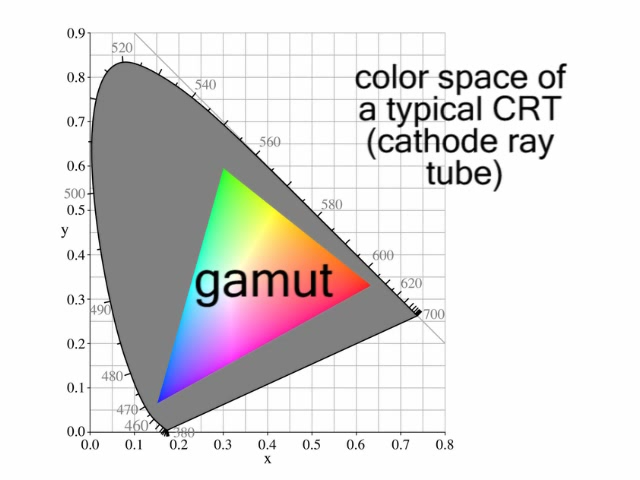 color space of
a typical CRT
(cathode ray
tube)
gamut
0.9
0.8
0.7
0.6
0.5
y
0.4
0.3
0.2
0.1
0.0
0.0 0.1 0.2 0.3 0.4 0.5 0.6 0.7 0.8
x
520
540
560
580
600
620
700
500
490
480
470
460
380